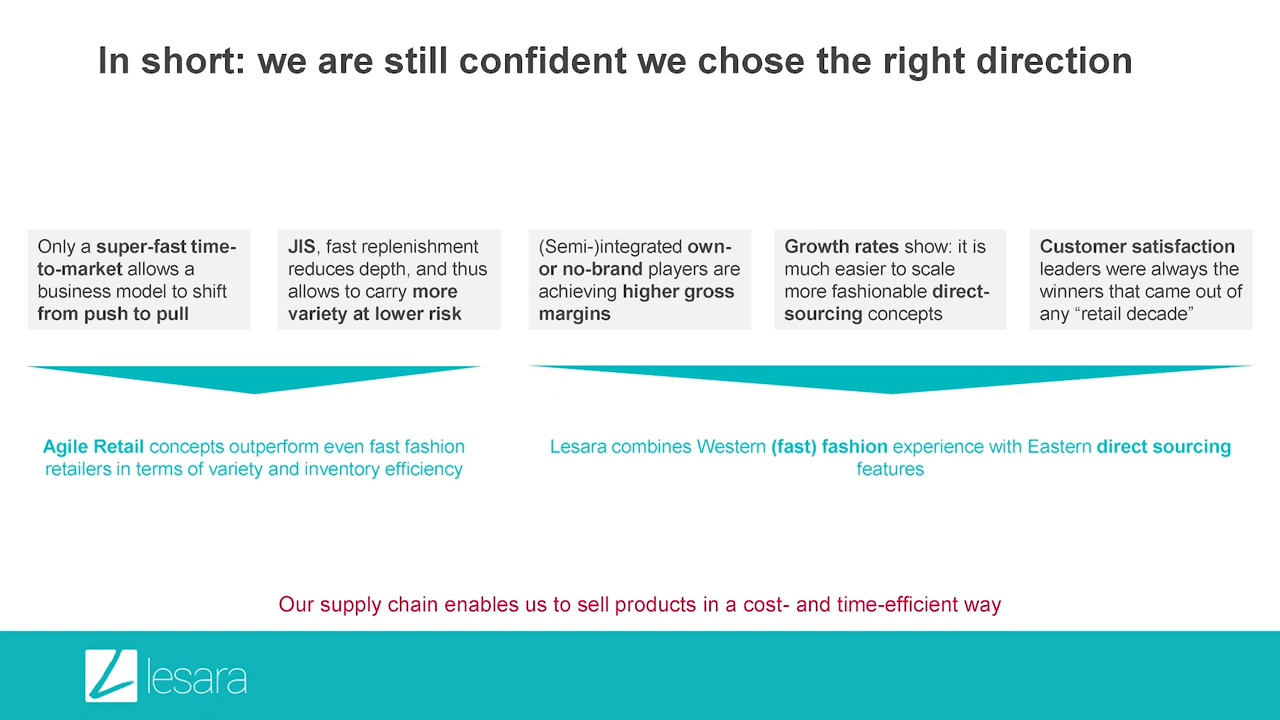 In short: we are still confident we chose the right direction
Only a super-fast time-
to-market allows a
business model to shift
from push to pull
JIS, fast replenishment
reduces depth, and thus
allows to carry more
variety at lower risk
(Semi-)integrated own-
or no-brand players are
achieving higher gross
margins
Growth rates show: it is
much easier to scale
more fashionable direct-
sourcing concepts
Customer satisfaction
leaders were always the
winners that came out of
any “retail decade”
Agile Retail concepts outperform even fast fashion
retailers in terms of variety and inventory efficiency
Lesara combines Western (fast) fashion experience with Eastern direct sourcing
features
Our supply chain enables us to sell products in a cost- and time-efficient way
lesara